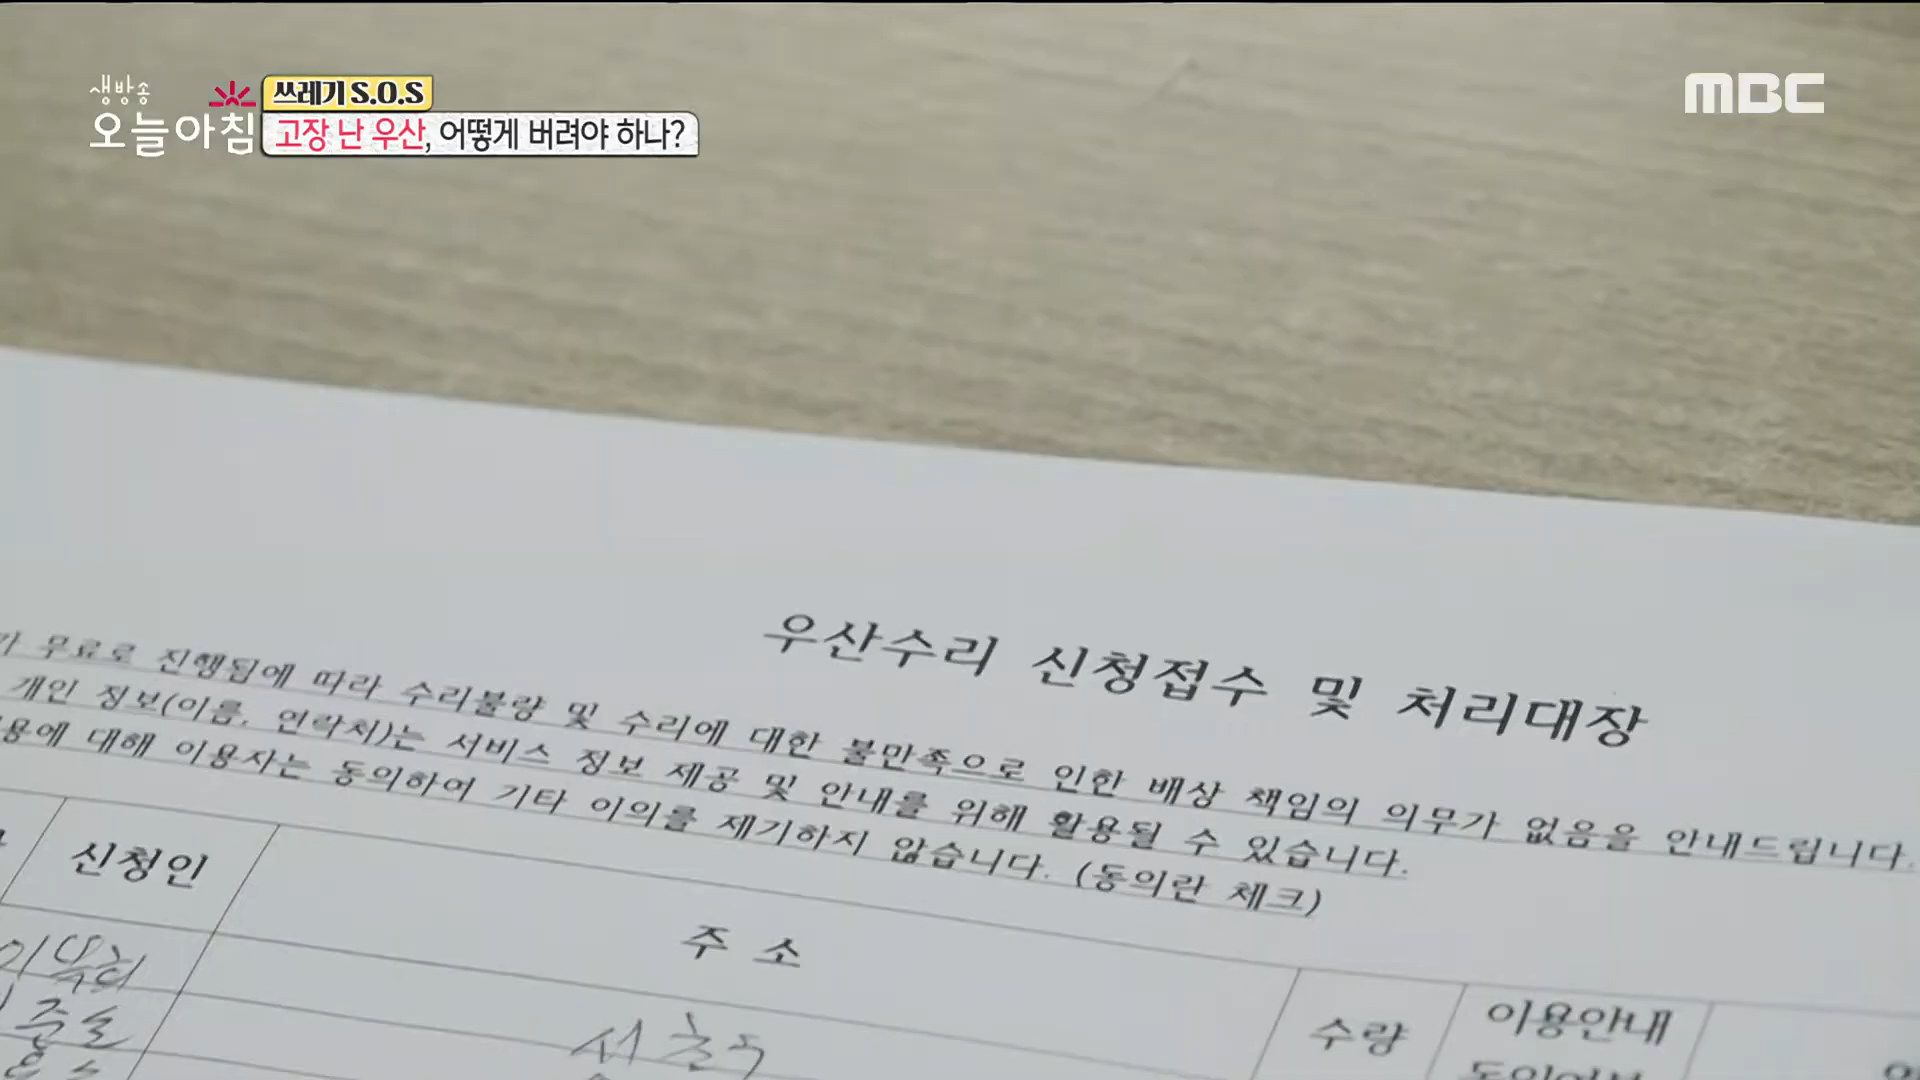 생방송
오늘아침
쓰레기 S.O.S
고장 난 우산, 어떻게 버려야 하나?
MBC
우산수리 신청접수 및 처리대장
가 무료로 진행됨에 따라 수리불량 및 수리에 대한 불만족으로 인한 배상 책임의 의무가 없음을 안내드립니다.
개인 정보(이름, 연락처)는 서비스 정보 제공 및 안내를 위해 활용될 수 있습니다.
용에 대해 이용자는 동의하여 기타 이의를 제기하지 않습니다. (동의란 체크)
신청인
주 소
수량
이용안내